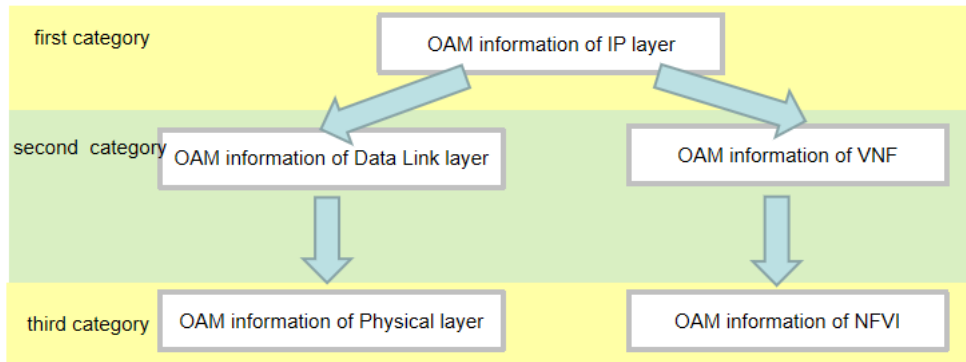 first category
OAM information of IP layer
second category
OAM information of Data Link layer
OAM information of VNF
third category
OAM information of Physical layer
OAM information of NFVI